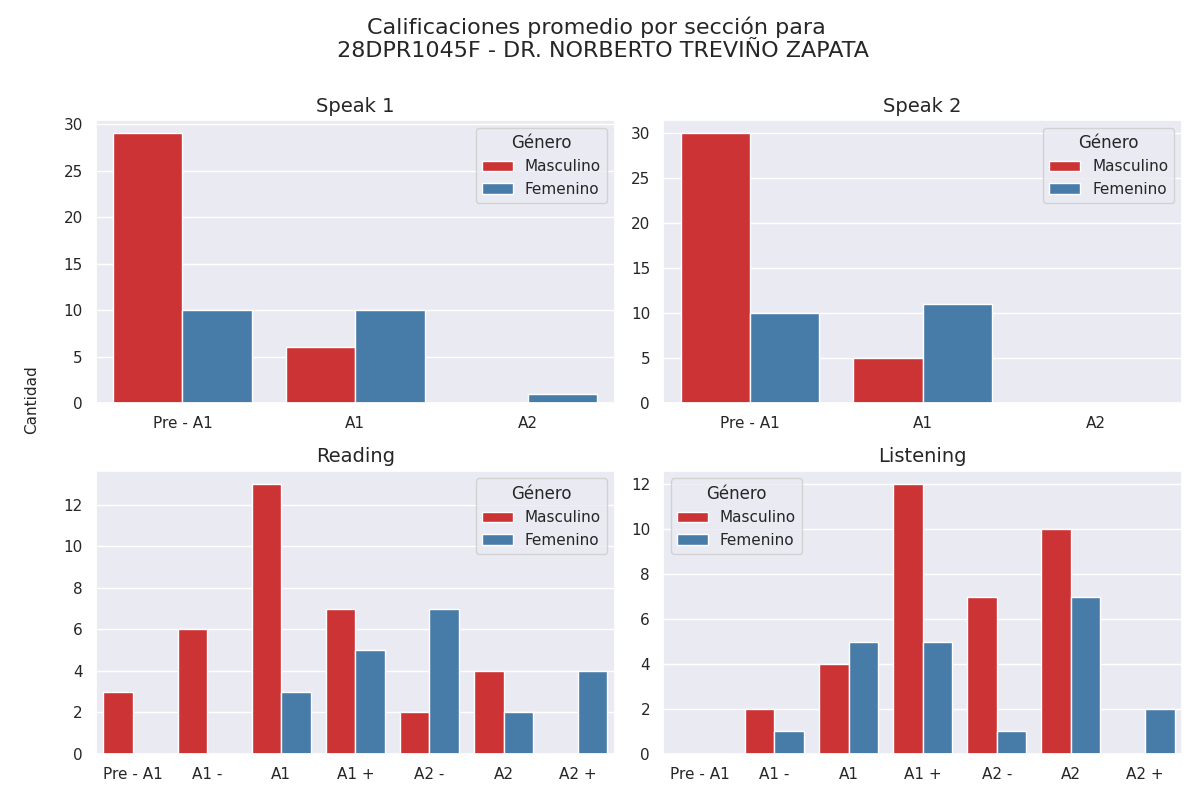 Calificaciones promedio por sección para
28DPR1045F - DR. NORBERTO TREVIÑO ZAPATA
Cantidad
Speak 1
30
25
20
15
10
5
0
Género
Masculino
Femenino
Pre - A1
A1
A2
Speak 2
30
25
20
15
10
5
0
Género
Masculino
Femenino
Pre - A1
A1
A2
Reading
12
10
8
6
4
2
0
Género
Masculino
Femenino
Pre - A1
A1 -
A1
A1 +
A2 -
A2
A2 +
Listening
12
10
8
6
4
2
0
Género
Masculino
Femenino
Pre - A1
A1 -
A1
A1 +
A2 -
A2
A2 +